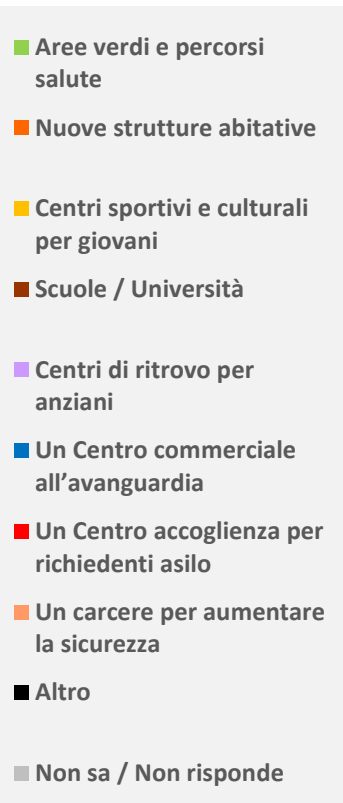 Aree verdi e percorsi
salute
Nuove strutture abitative
Centri sportivi e culturali
per giovani
Scuole / Università
Centri di ritrovo per
anziani
Un Centro commerciale
all’avanguardia
Un Centro accoglienza per
richiedenti asilo
Un carcere per aumentare
la sicurezza
Altro
Non sa / Non risponde